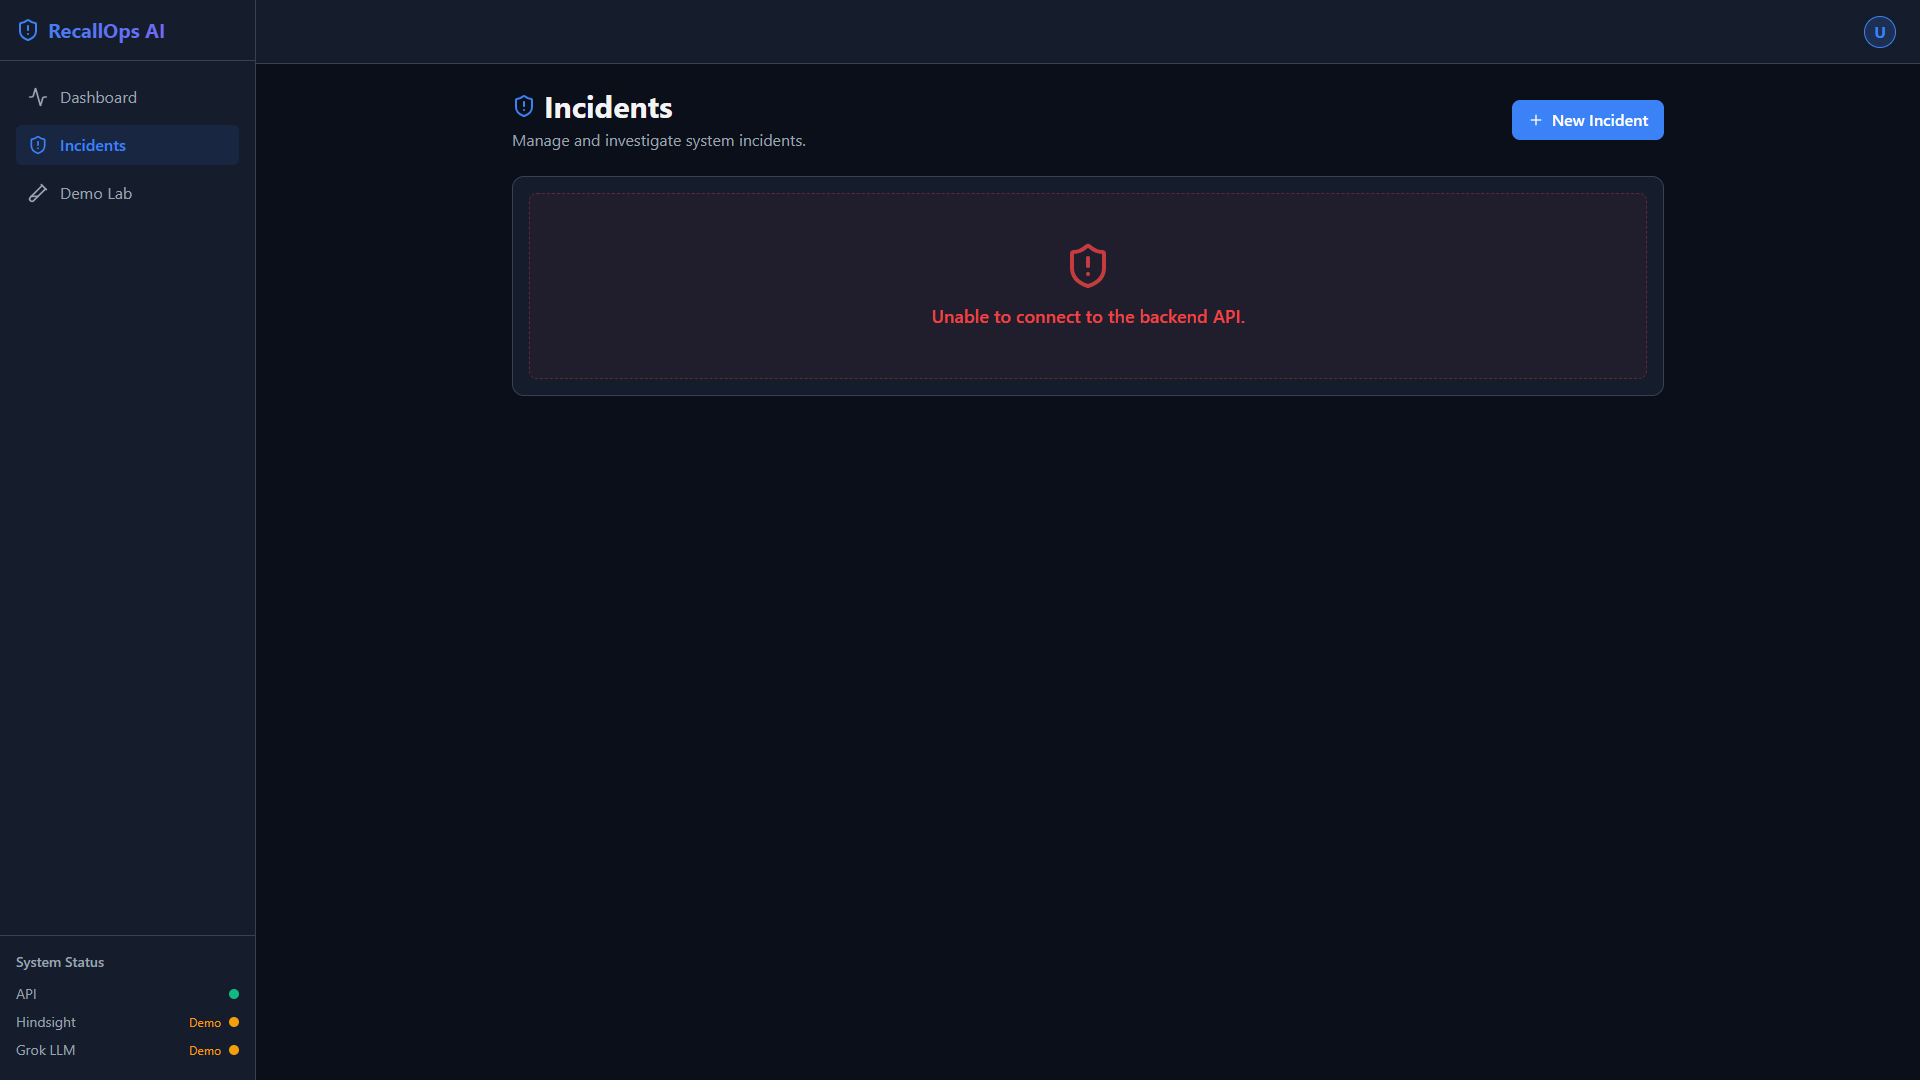 RecallOps AI
U
Dashboard
Incidents
Demo Lab
Incidents
Manage and investigate system incidents.
New Incident
Unable to connect to the backend API.
System Status
API
Hindsight Demo
Grok LLM Demo